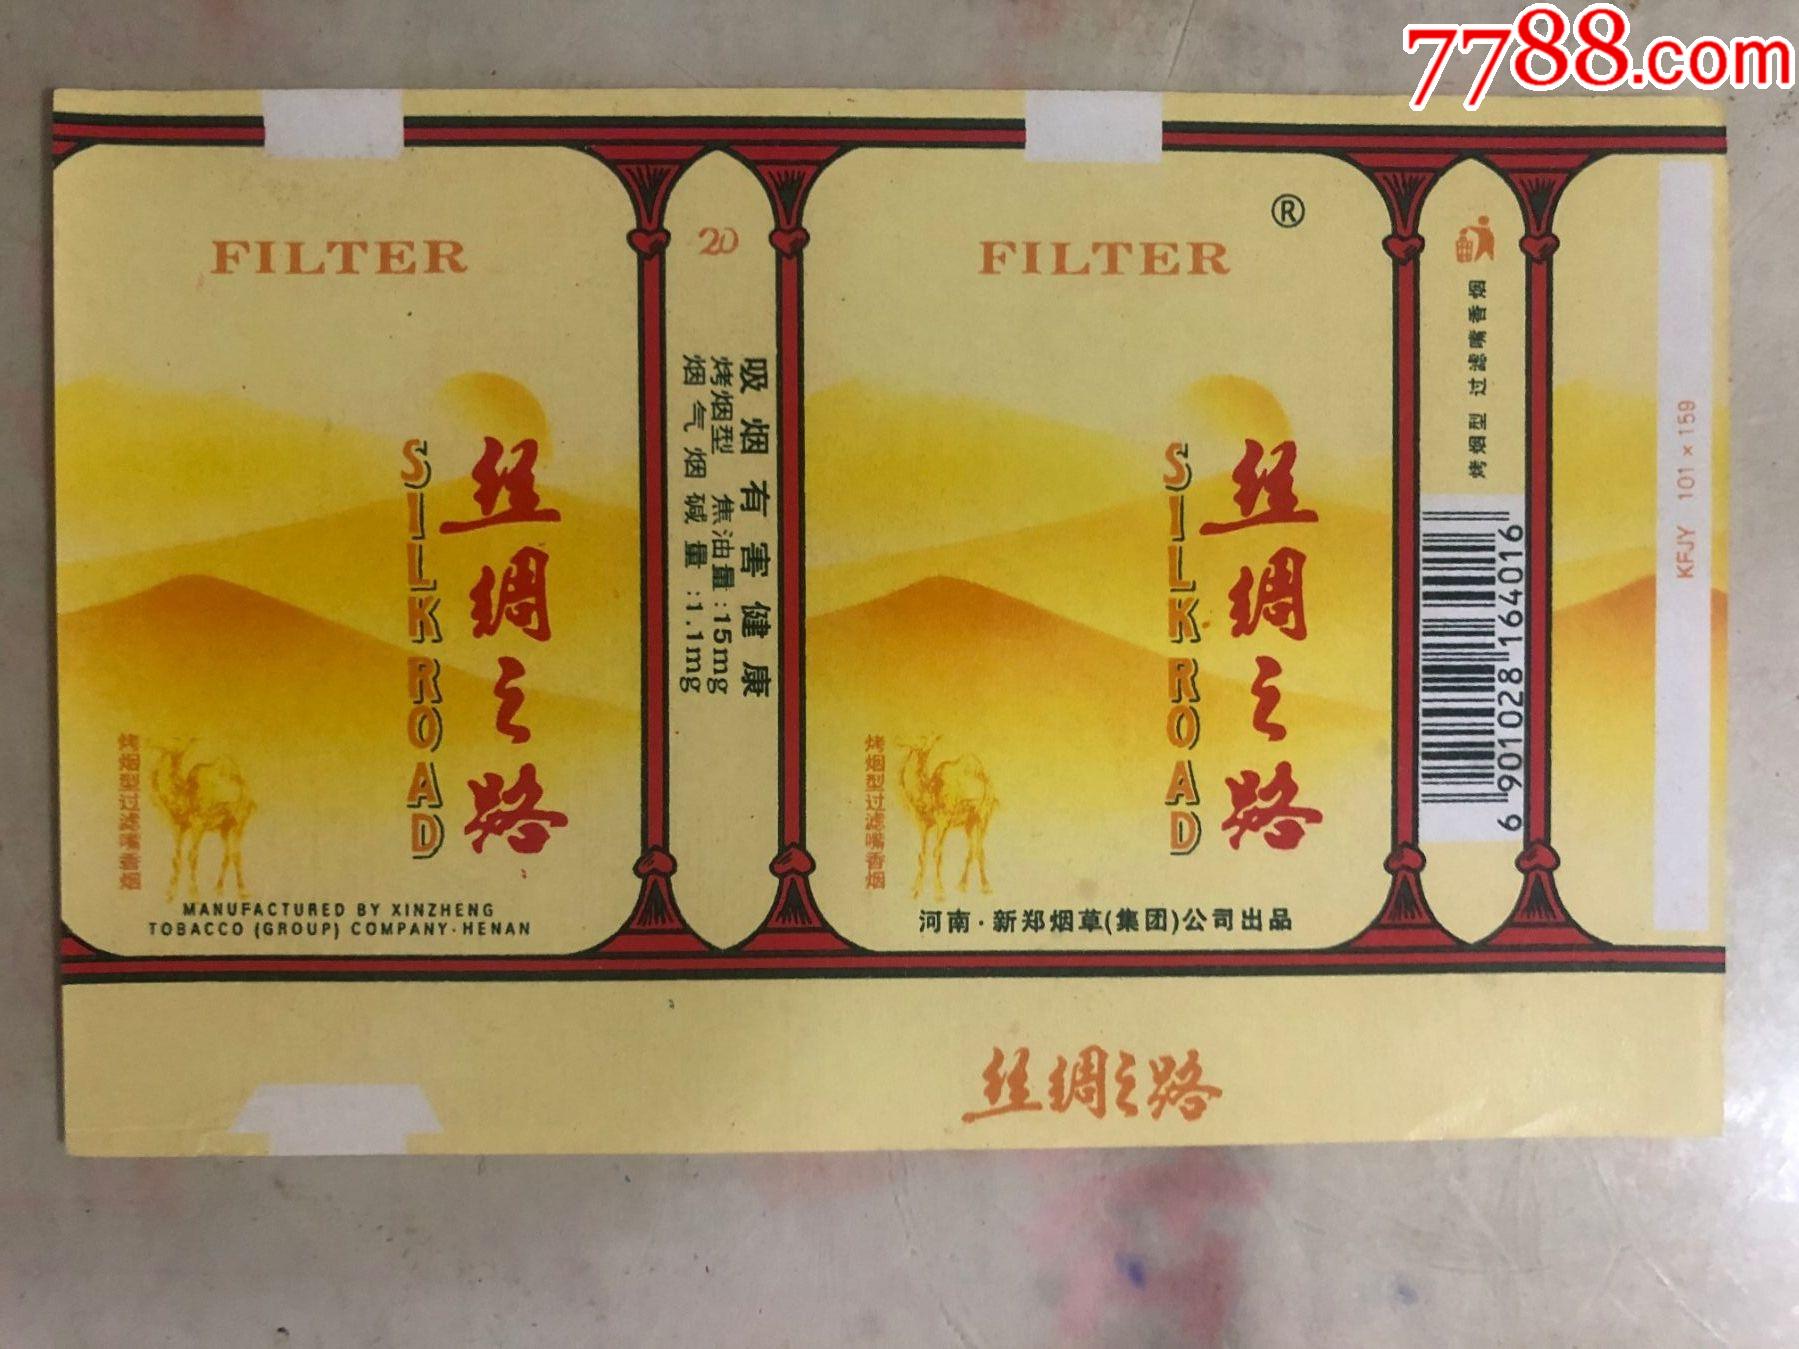 7788.com
FILTER
丝绸之路
SILK ROAD
烤烟型过滤嘴香烟
MANUFACTURED BY XINZHENG
TOBACCO (GROUP) COMPANY·HENAN
20
吸烟有害健康
烤烟型 焦油量:15mg
烟气烟碱量:1.1mg
FILTER
®
丝绸之路
SILK ROAD
烤烟型过滤嘴香烟
河南·新郑烟草(集团)公司出品
烤烟型 过滤嘴香烟
6 901028 164016
KFJY 101×159
丝绸之路